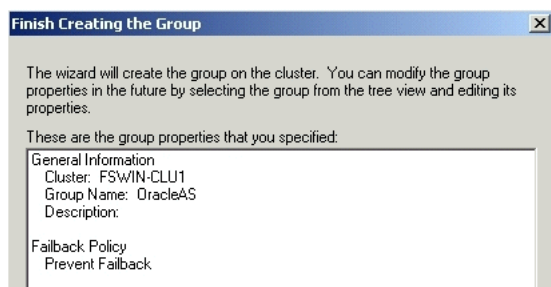 Finish Creating the Group
The wizard will create the group on the cluster. You can modify the group
properties in the future by selecting the group from the tree view and editing its
properties.
These are the group properties that you specified:
General Information
Cluster: FSWIN-CLU1
Group Name: OracleAS
Description:
Failback Policy
Prevent Failback